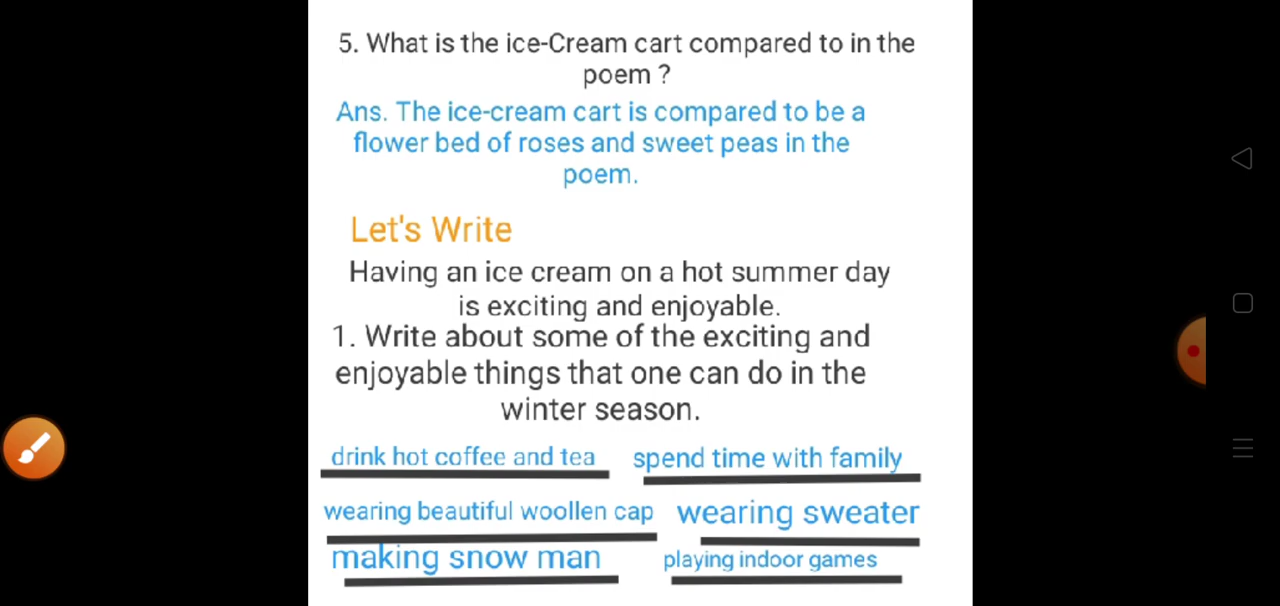 5. What is the ice-Cream cart compared to in the
poem ?
Ans. The ice-cream cart is compared to be a
flower bed of roses and sweet peas in the
poem.
Let's Write
Having an ice cream on a hot summer day
is exciting and enjoyable.
1. Write about some of the exciting and
enjoyable things that one can do in the
winter season.
drink hot coffee and tea spend time with family
wearing beautiful woollen cap wearing sweater
making snow man playing indoor games